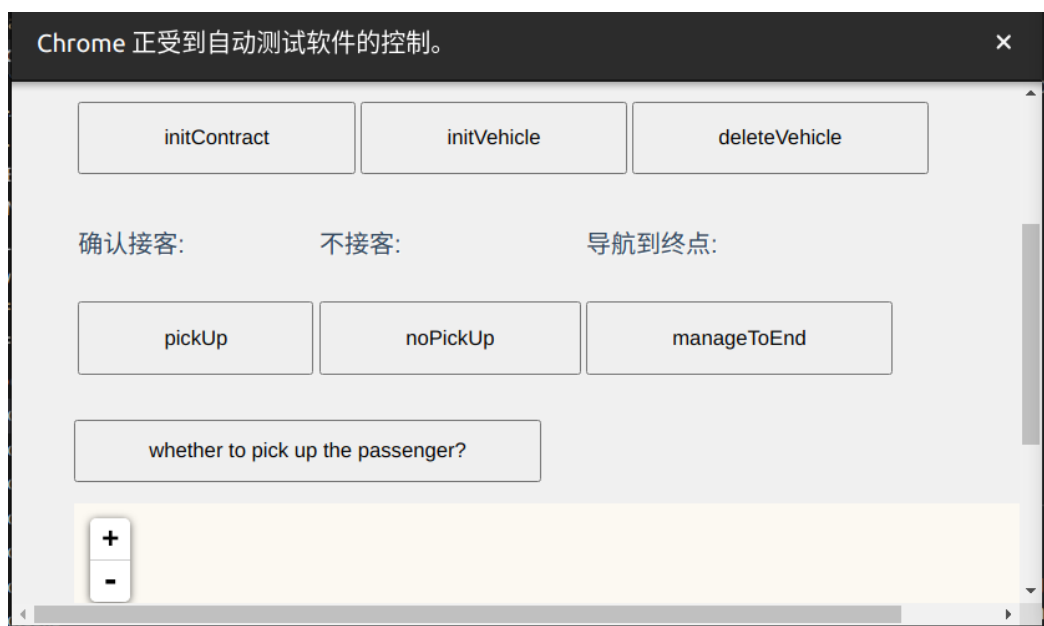 Chrome 正受到自动测试软件的控制。 ×
initContract initVehicle deleteVehicle
确认接客: 不接客: 导航到终点:
pickUp noPickUp manageToEnd
whether to pick up the passenger?
+
-